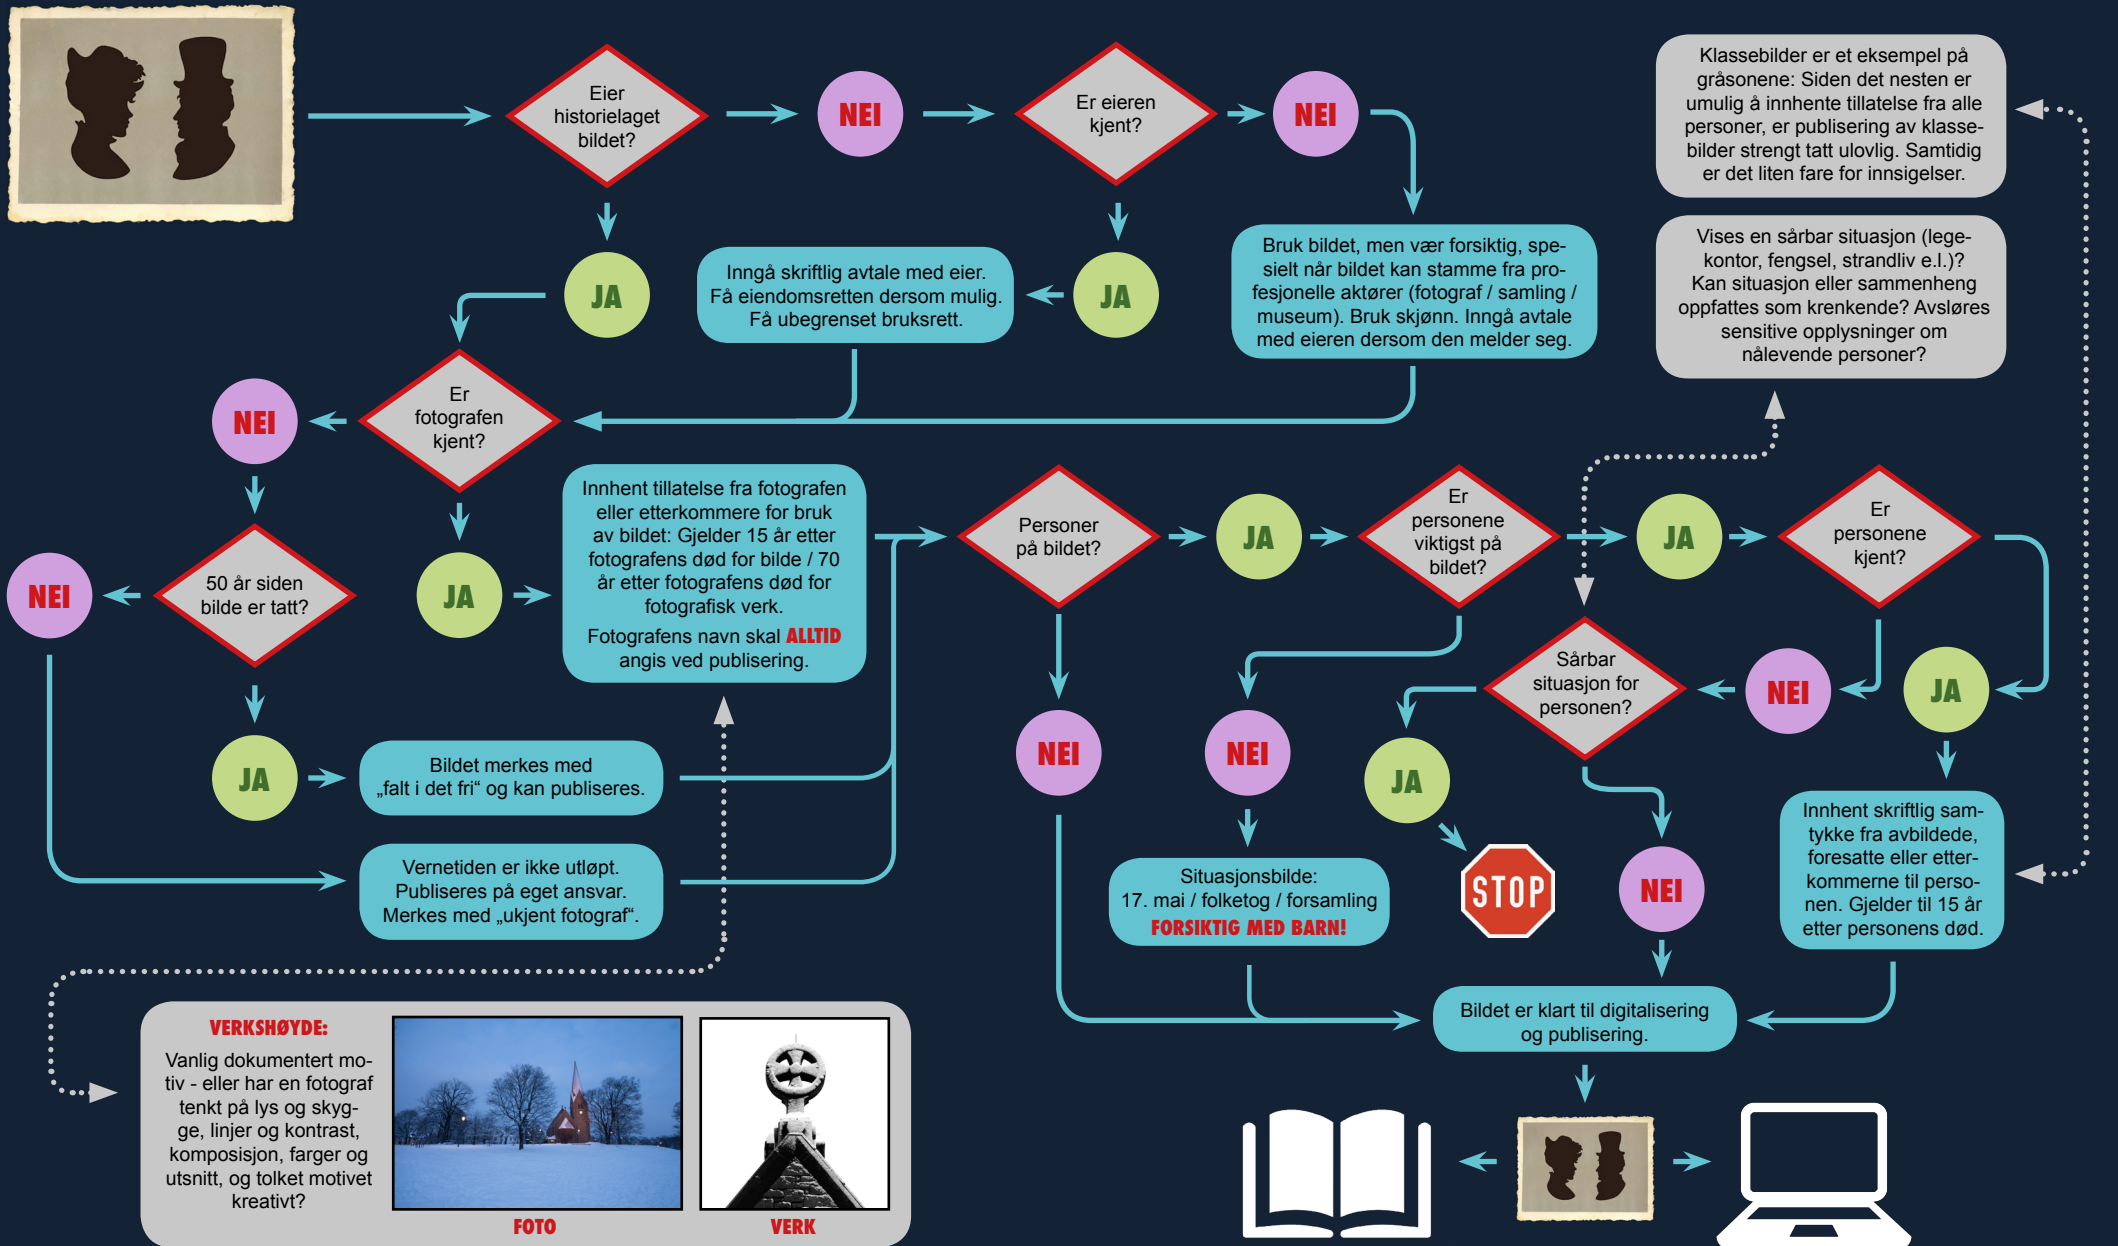 Eier
historielaget
bildet?
NEI
Er eieren
kjent?
NEI
Klassebilder er et eksempel på
gråsonene: Siden det nesten er
umulig å innhente tillatelse fra alle
personer, er publisering av klasse-
bilder strengt tatt ulovlig. Samtidig
er det liten fare for innsigelser.
JA
Inngå skriftlig avtale med eier.
Få eiendomsretten dersom mulig.
Få ubegrenset bruksrett.
JA
Bruk bildet, men vær forsiktig, spe-
sielt når bildet kan stamme fra pro-
fesjonelle aktører (fotograf / samling /
museum). Bruk skjønn. Inngå avtale
med eieren dersom den melder seg.
Vises en sårbar situasjon (lege-
kontor, fengsel, strandliv e.l.)?
Kan situasjon eller sammenheng
oppfattes som krenkende? Avsløres
sensitive opplysninger om
nålevende personer?
NEI
Er
fotografen
kjent?
NEI
50 år siden
bilde er tatt?
JA
Innhent tillatelse fra fotografen
eller etterkommere for bruk
av bildet: Gjelder 15 år etter
fotografens død for bilde / 70
år etter fotografens død for
fotografisk verk.
Fotografens navn skal ALLTID
angis ved publisering.
Personer
på bildet?
JA
Er
personene
viktigst på
bildet?
JA
Er
personene
kjent?
Sårbar
situasjon for
personen?
NEI
JA
JA
Bildet merkes med
„falt i det fri“ og kan publiseres.
NEI
NEI
JA
STOP
NEI
Innhent skriftlig sam-
tykke fra avbildede,
foresatte eller etter-
kommerne til perso-
nen. Gjelder til 15 år
etter personens død.
Vernetiden er ikke utløpt.
Publiseres på eget ansvar.
Merkes med „ukjent fotograf“.
Situasjonsbilde:
17. mai / folketog / forsamling
FORSIKTIG MED BARN!
Bildet er klart til digitalisering
og publisering.
VERKSHØYDE:
Vanlig dokumentert mo-
tiv - eller har en fotograf
tenkt på lys og skyg-
ge, linjer og kontrast,
komposisjon, farger og
utsnitt, og tolket motivet
kreativt?
FOTO
VERK